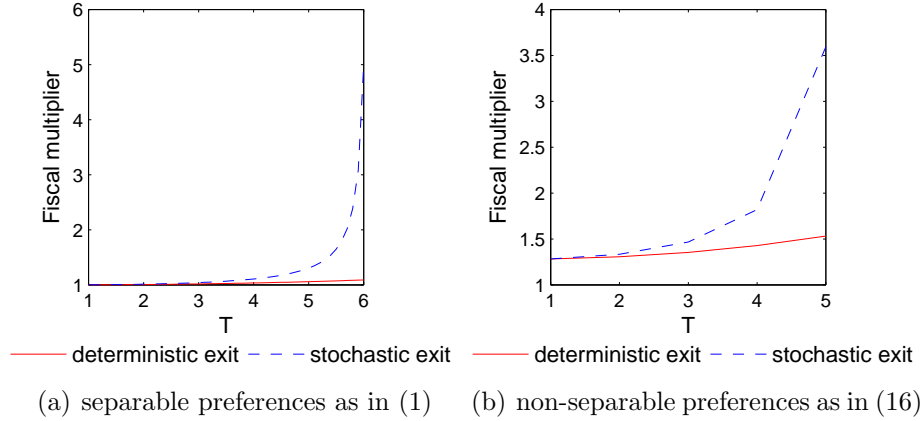 6
5
4
3
2
1
Fiscal multiplier
1 2 3 4 5 6
T
deterministic exit stochastic exit
(a) separable preferences as in (1)
4
3.5
3
2.5
2
1.5
1
Fiscal multiplier
1 2 3 4 5
T
deterministic exit stochastic exit
(b) non-separable preferences as in (16)